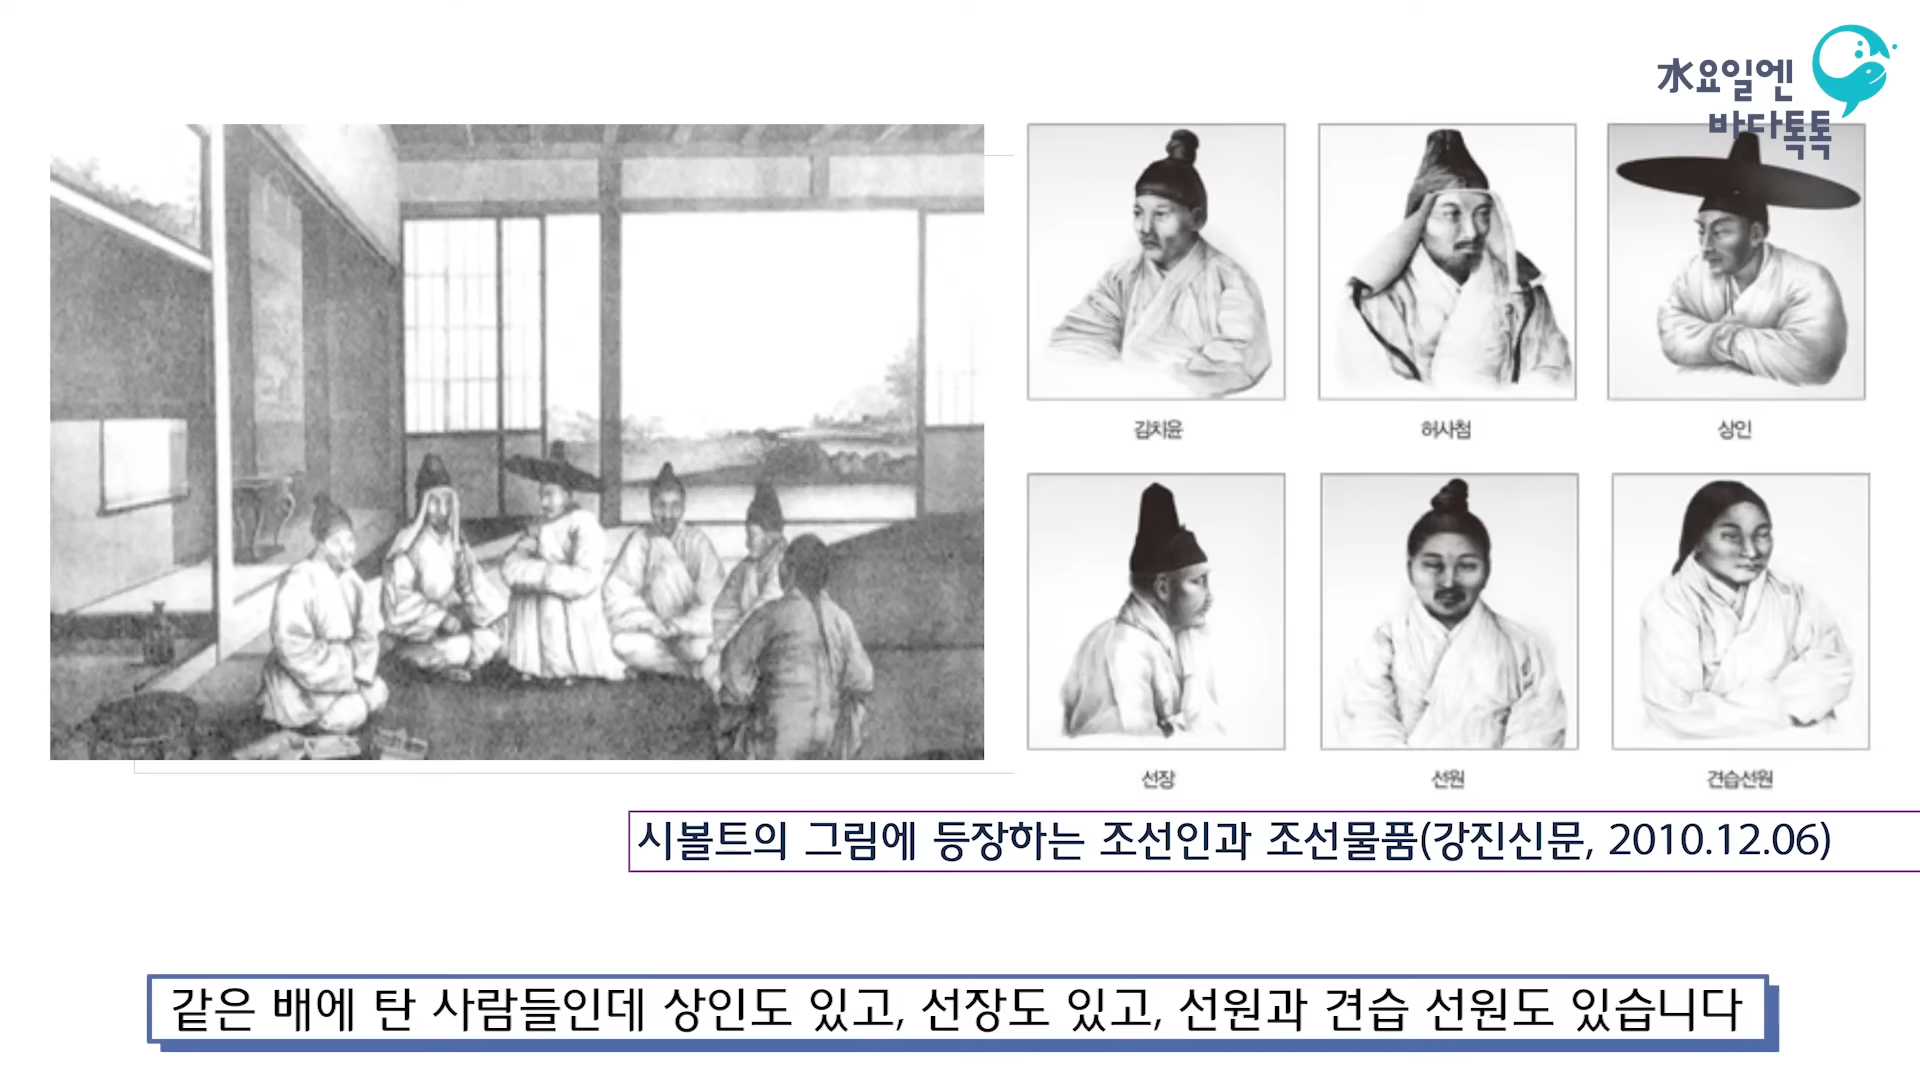 水요일엔
바다톡톡
김치윤
허사첨
상인
선장
선원
견습선원
시볼트의 그림에 등장하는 조선인과 조선물품(강진신문, 2010.12.06)
같은 배에 탄 사람들인데 상인도 있고, 선장도 있고, 선원과 견습 선원도 있습니다